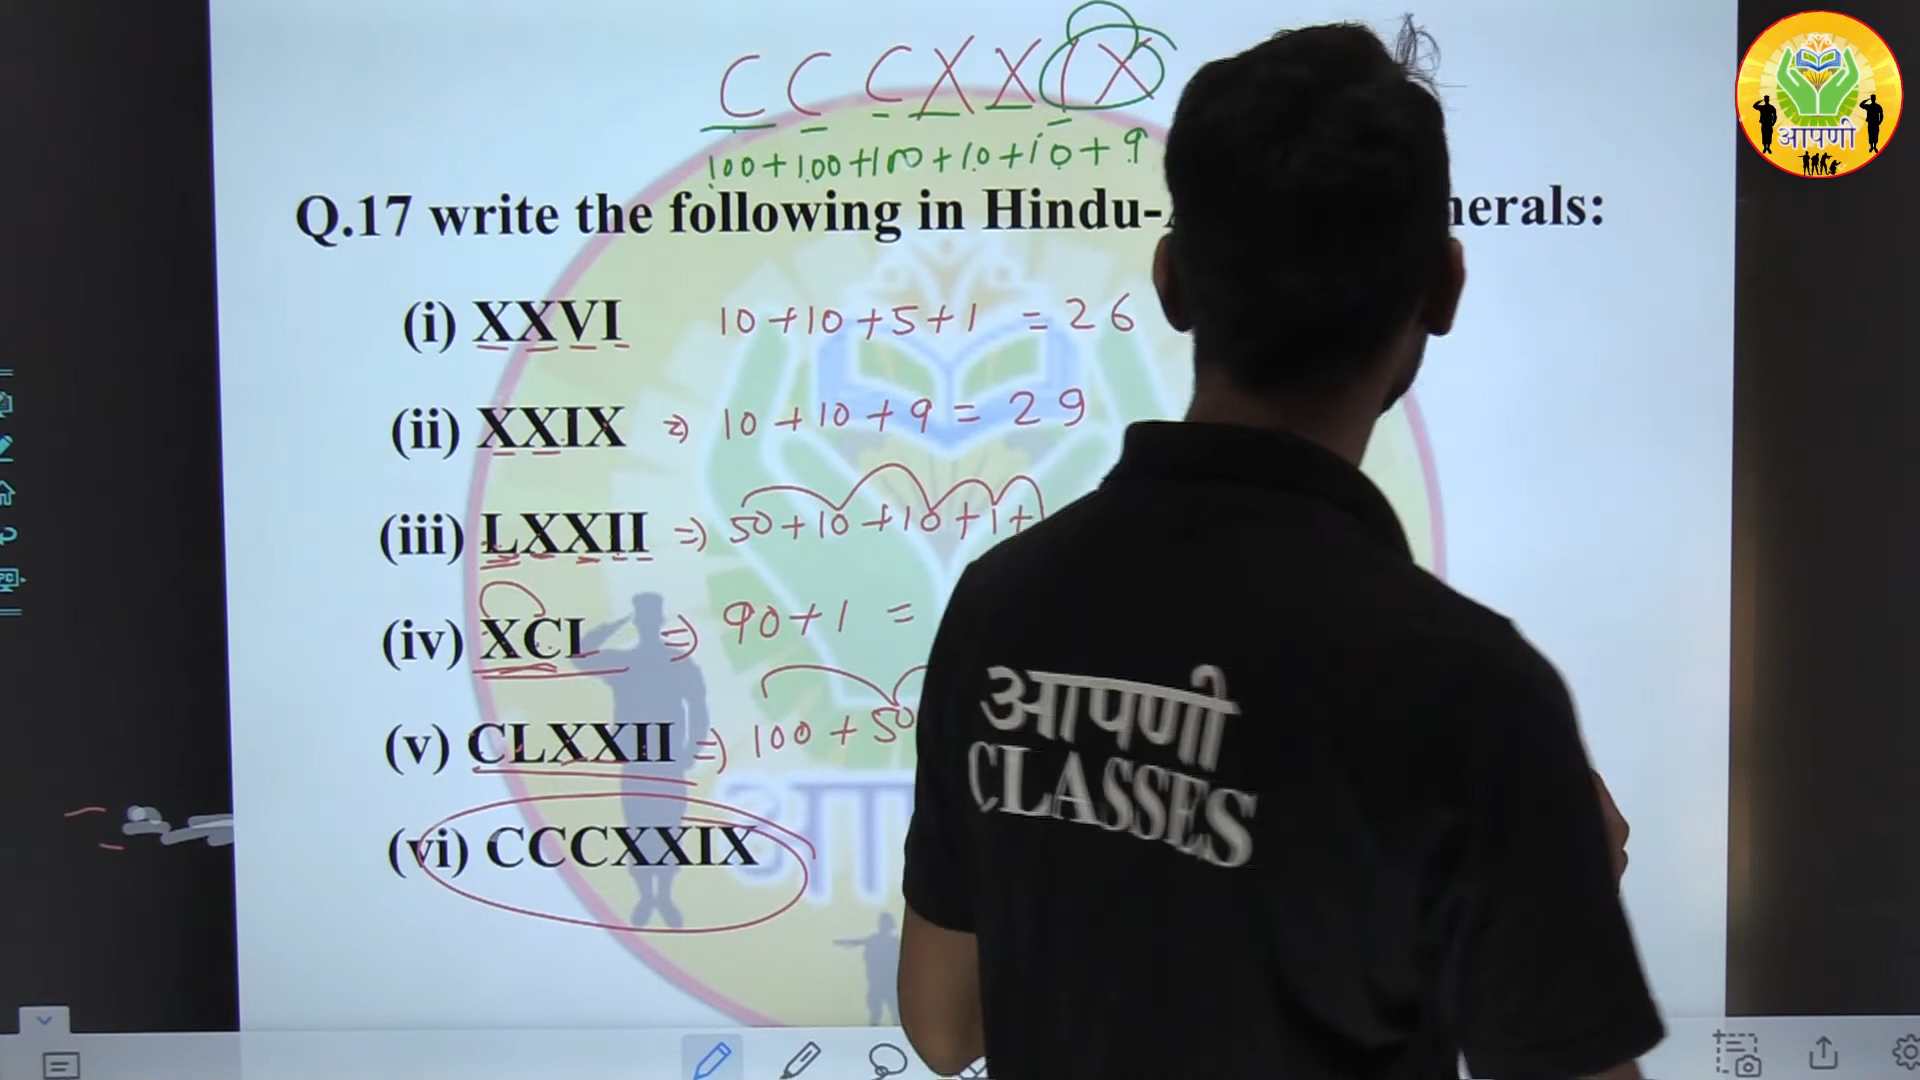 CCCXXIX
100+100+100+10+10+9
आपणी
Q.17 write the following in Hindu-
(i) XXVI 10+10+5+1 = 26
(ii) XXIX ⇒ 10+10+9 = 29
(iii) LXXII ⇒ 50+10+10+1+
(iv) XCI ⇒ 90+1 =
(v) CLXXII ⇒ 100+50
(vi) CCCXXIX
आपणी
CLASSES